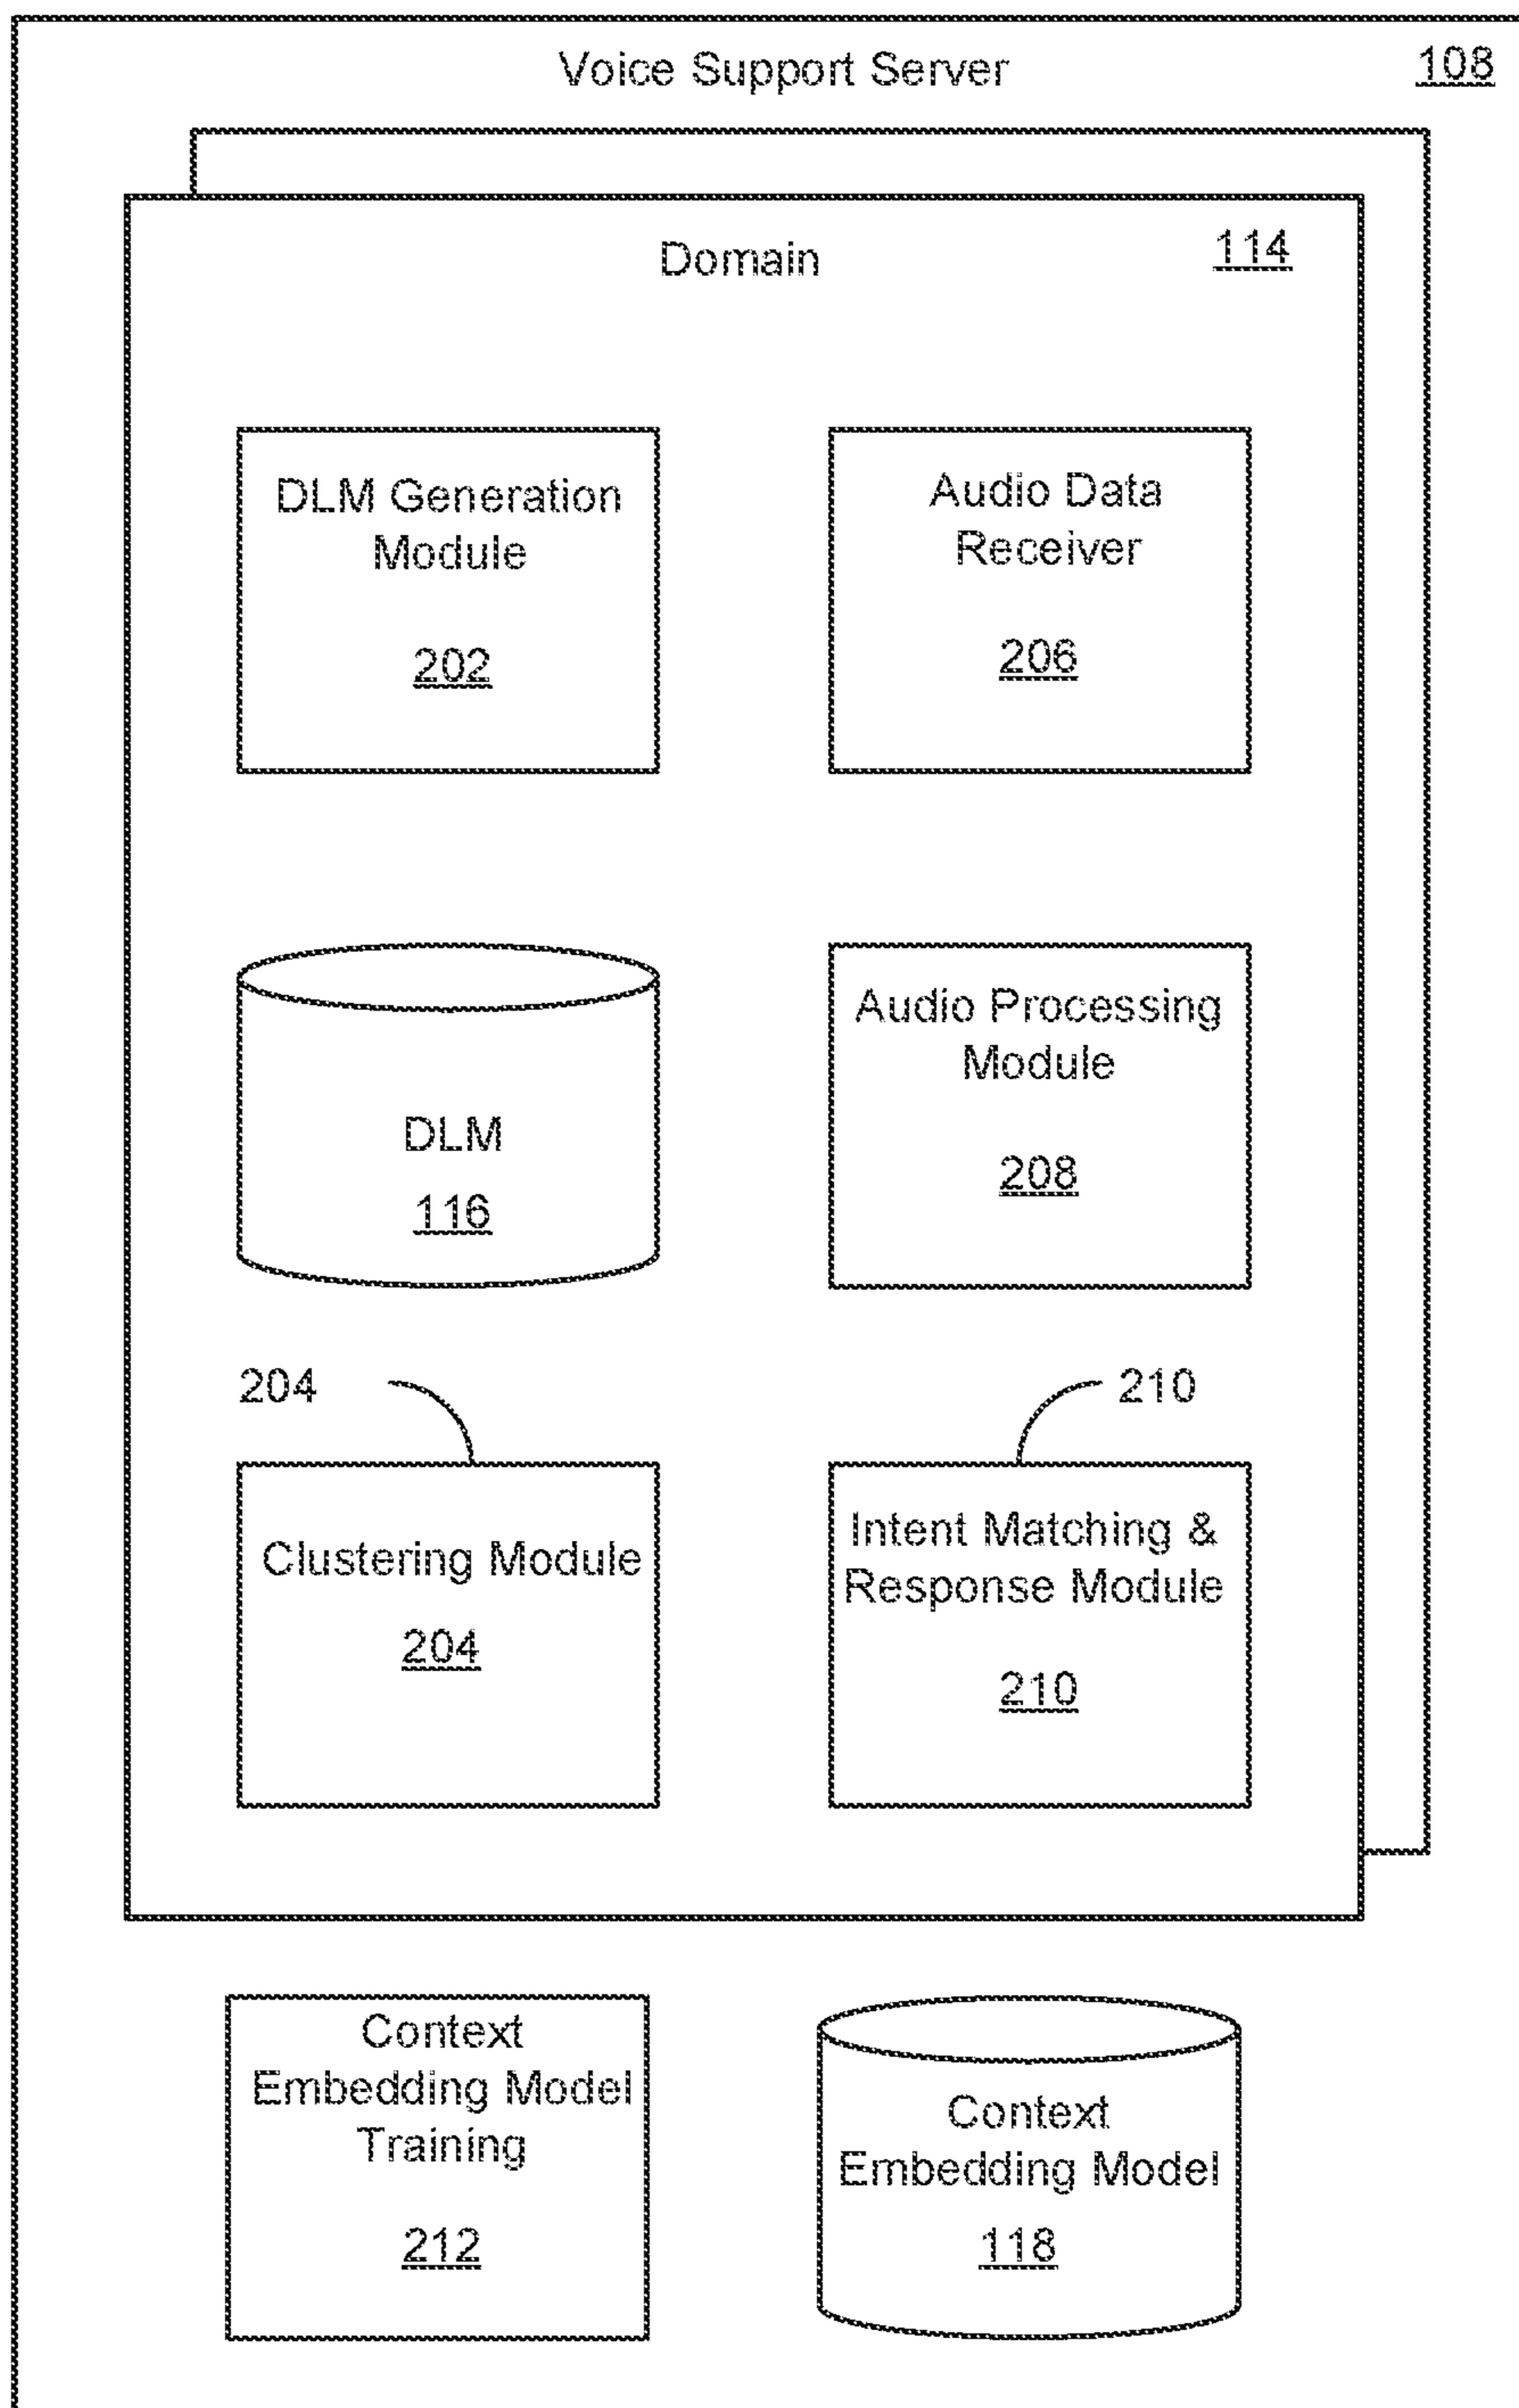 Voice Support Server
108
Domain
114
DLM Generation
Module
202
Audio Data
Receiver
206
DLM
116
Audio Processing
Module
208
204
210
Clustering Module
204
Intent Matching &
Response Module
210
Context
Embedding Model
Training
212
Context
Embedding Model
118